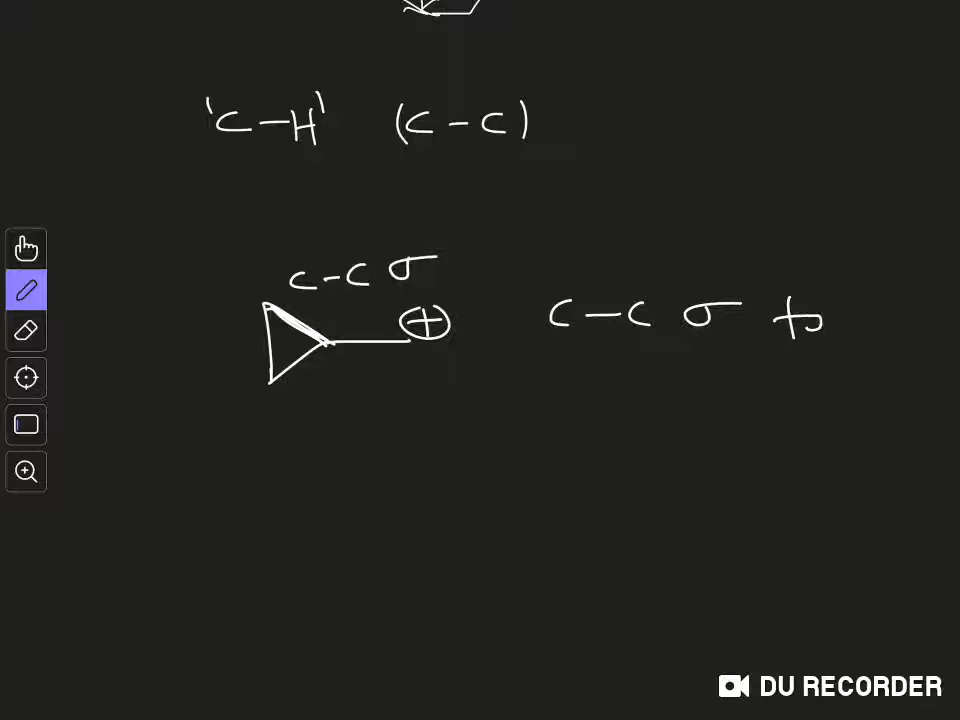 'C-H' (C-C)
C-C σ
⊕ C-C σ to
DU RECORDER